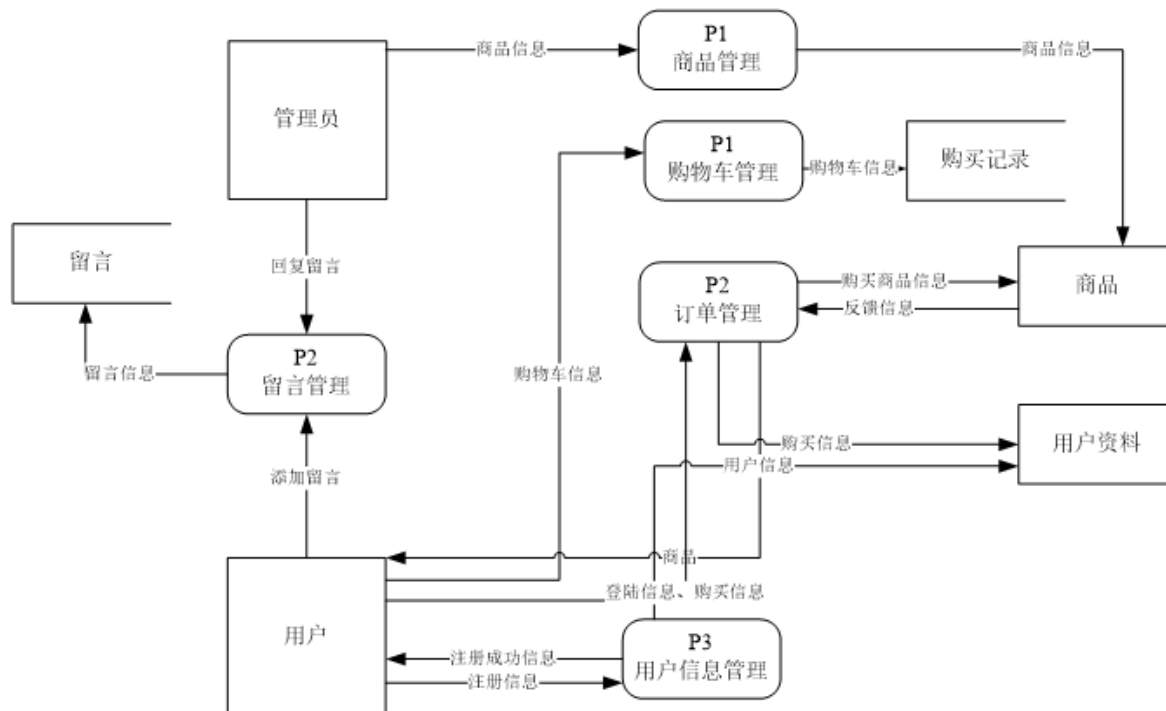 P1
商品管理
商品信息
商品信息
管理员
P1
购物车管理
购物车信息
购买记录
留言
回复留言
P2
订单管理
购买商品信息
反馈信息
商品
P2
留言管理
留言信息
购物车信息
购买信息
用户信息
用户资料
添加留言
商品
登陆信息、购买信息
用户
注册成功信息
注册信息
P3
用户信息管理